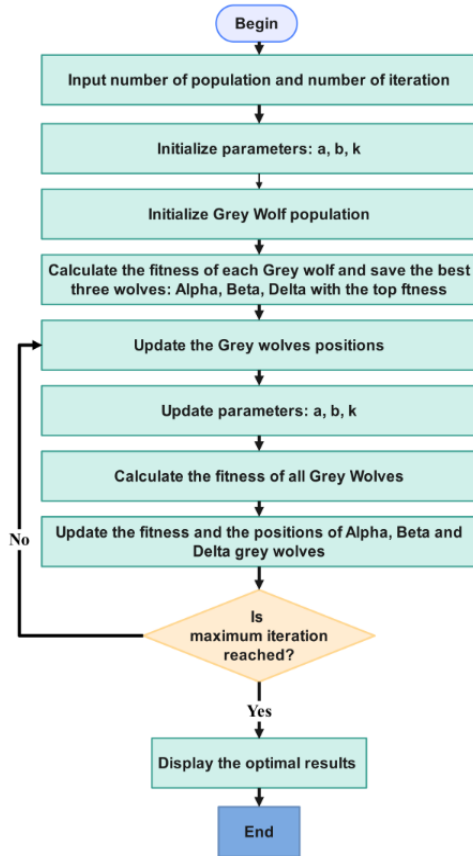 Begin
Input number of population and number of iteration
Initialize parameters: a, b, k
Initialize Grey Wolf population
Calculate the fitness of each Grey wolf and save the best
three wolves: Alpha, Beta, Delta with the top ftness
Update the Grey wolves positions
Update parameters: a, b, k
Calculate the fitness of all Grey Wolves
Update the fitness and the positions of Alpha, Beta and
Delta grey wolves
No
Is
maximum iteration
reached?
Yes
Display the optimal results
End